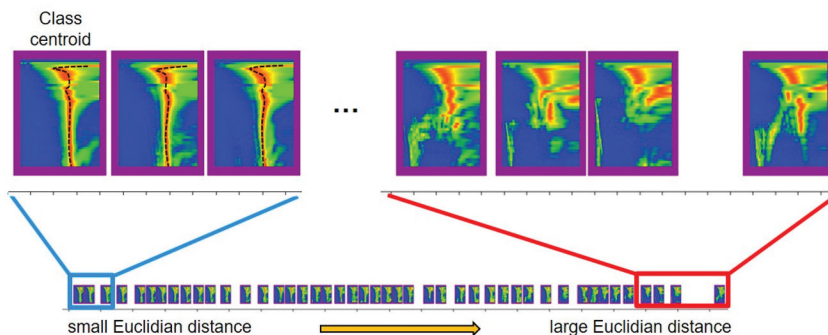 Class
centroid
...
small Euclidian distance
large Euclidian distance